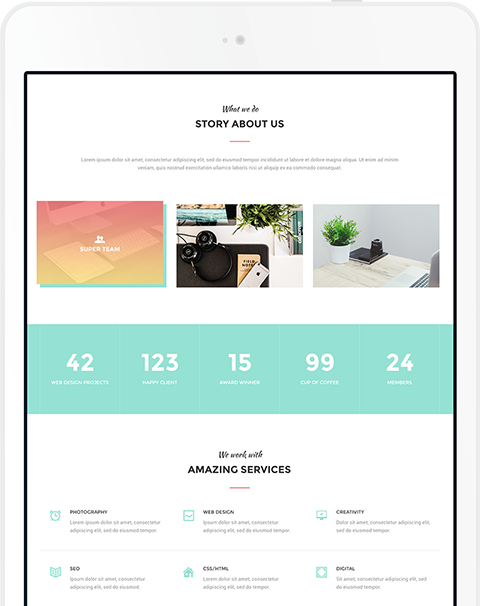 What we do
STORY ABOUT US
Lorem ipsum dolor sit amet, consectetur adipiscing elit, sed do eiusmod tempor incididunt ut labore et dolore magna aliqua. Ut enim ad minim
veniam, quis nostrud exercitation ullamco laboris nisi ut aliquip ex ea commodo consequat.
SUPER TEAM
FIELD NOTES
42
123
15
99
24
WEB DESIGN PROJECTS
HAPPY CLIENT
AWARD WINNER
CUP OF COFFEE
MEMBERS
We work with
AMAZING SERVICES
PHOTOGRAPHY
Lorem ipsum dolor sit amet, consectetur
adipiscing elit, sed do eiusmod tempor.
WEB DESIGN
Lorem ipsum dolor sit amet, consectetur
adipiscing elit, sed do eiusmod tempor.
CREATIVITY
Dolor sit amet, consectetur adipiscing elit,
sed do eiusmod tempor.
SEO
Ipsum dolor sit amet, consectetur
adipiscing elit, sed do eiusmod.
CSS/HTML
Lorem ipsum dolor sit amet, consectetur
adipiscing elit.
DIGITAL
Sit amet, consectetur adipiscing elit, sed do
eiusmod tempor.